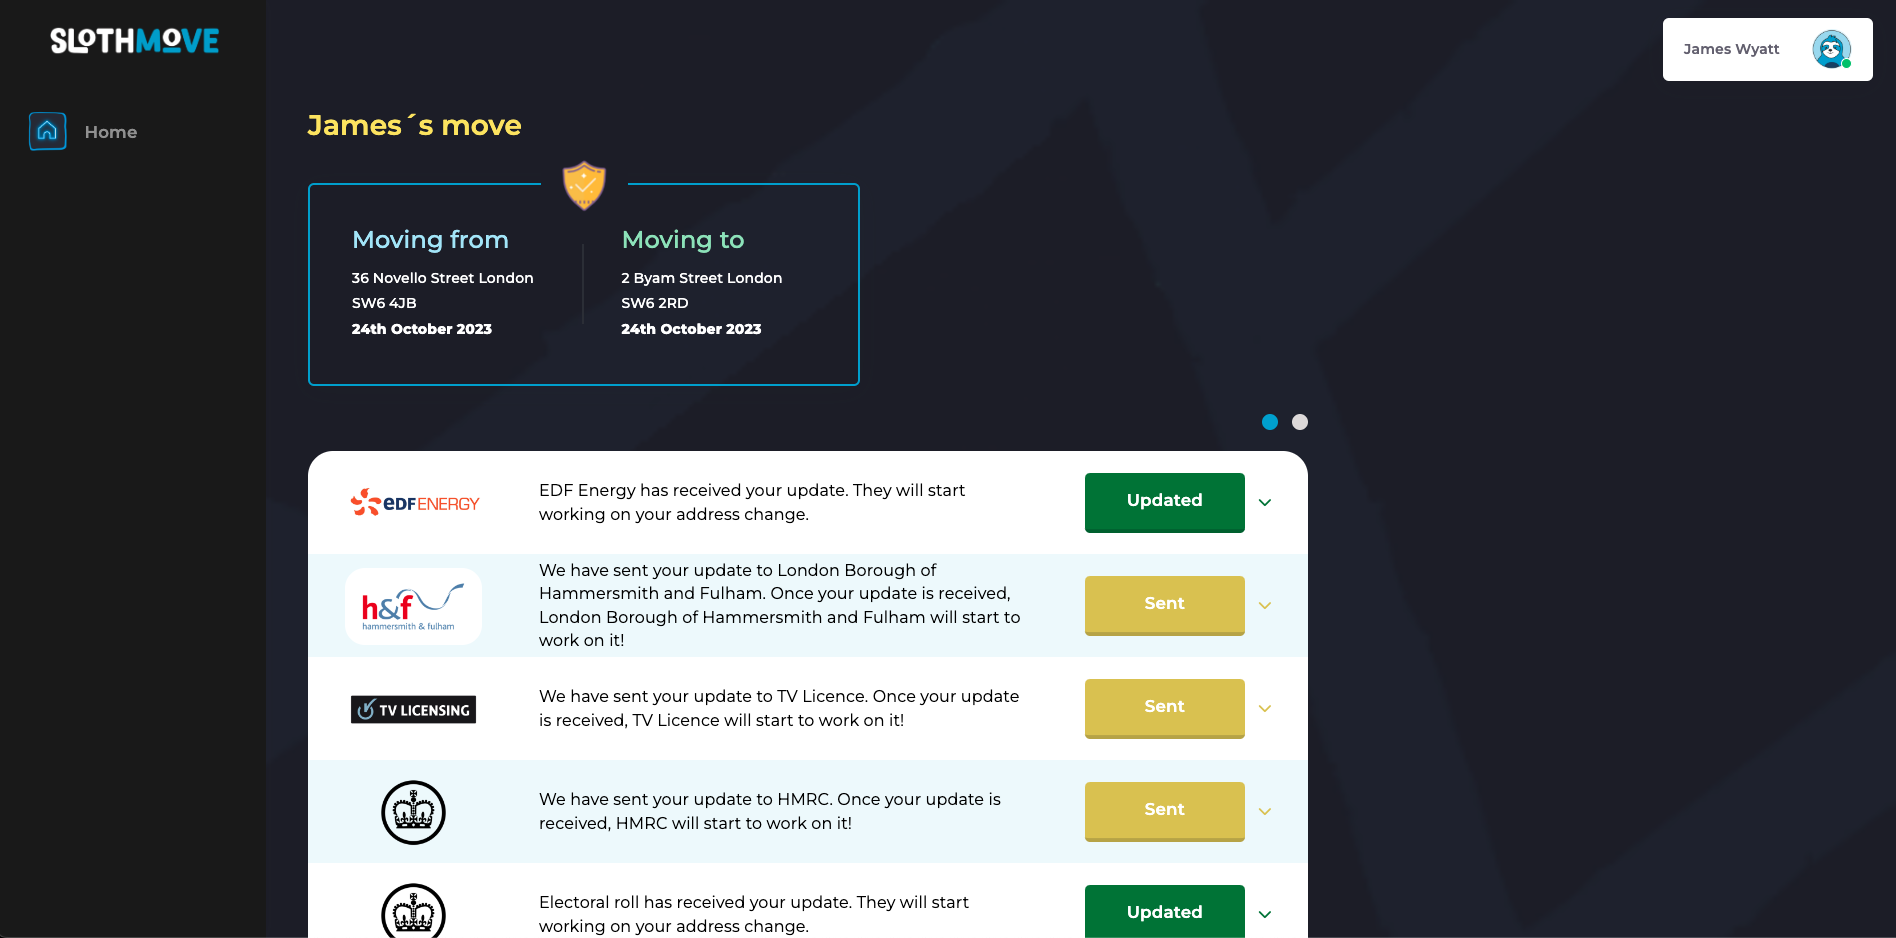 SLOTHMOVE
James Wyatt
Home
James´s move
Moving from
36 Novello Street London
SW6 4JB
24th October 2023
Moving to
2 Byam Street London
SW6 2RD
24th October 2023
eDF ENERGY
EDF Energy has received your update. They will start
working on your address change.
Updated
h&f
hammersmith & fulham
We have sent your update to London Borough of
Hammersmith and Fulham. Once your update is received,
London Borough of Hammersmith and Fulham will start to
work on it!
Sent
TV LICENSING
We have sent your update to TV Licence. Once your update
is received, TV Licence will start to work on it!
Sent
We have sent your update to HMRC. Once your update is
received, HMRC will start to work on it!
Sent
Electoral roll has received your update. They will start
working on your address change.
Updated